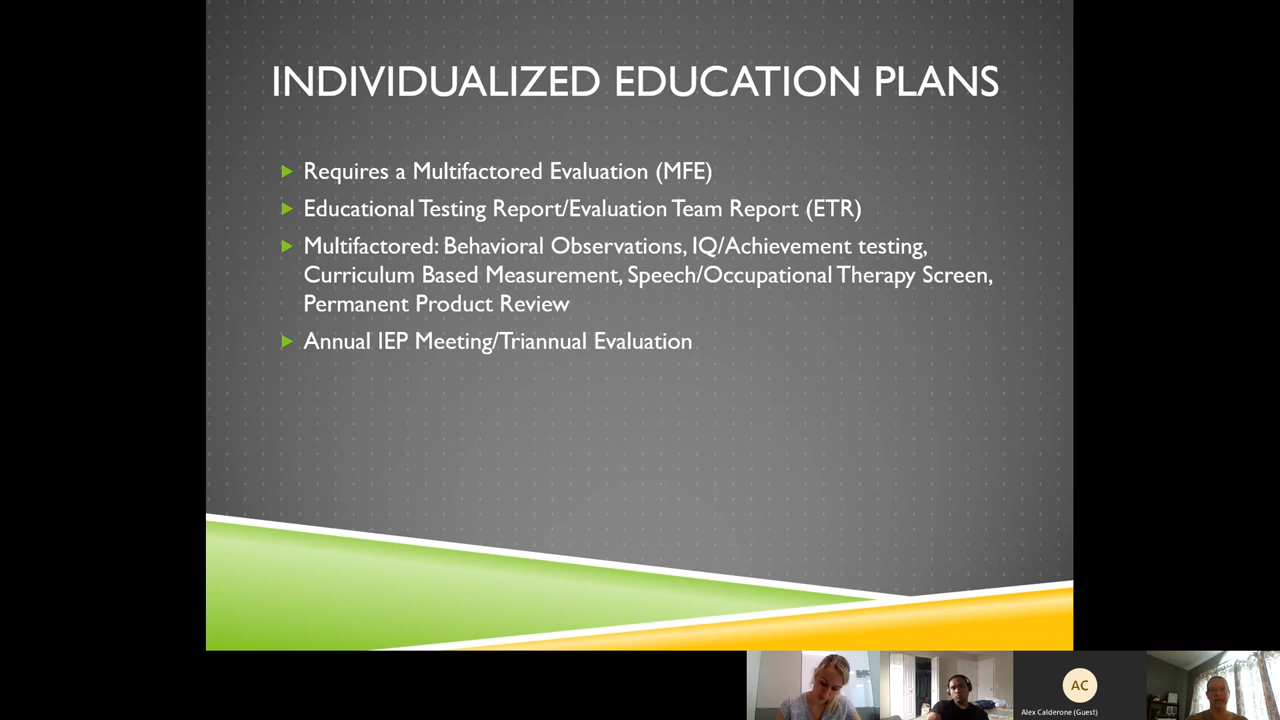 INDIVIDUALIZED EDUCATION PLANS
Requires a Multifactored Evaluation (MFE)
Educational Testing Report/Evaluation Team Report (ETR)
Multifactored: Behavioral Observations, IQ/Achievement testing,
Curriculum Based Measurement, Speech/Occupational Therapy Screen,
Permanent Product Review
Annual IEP Meeting/Triannual Evaluation
AC
Alex Calderone (Guest)